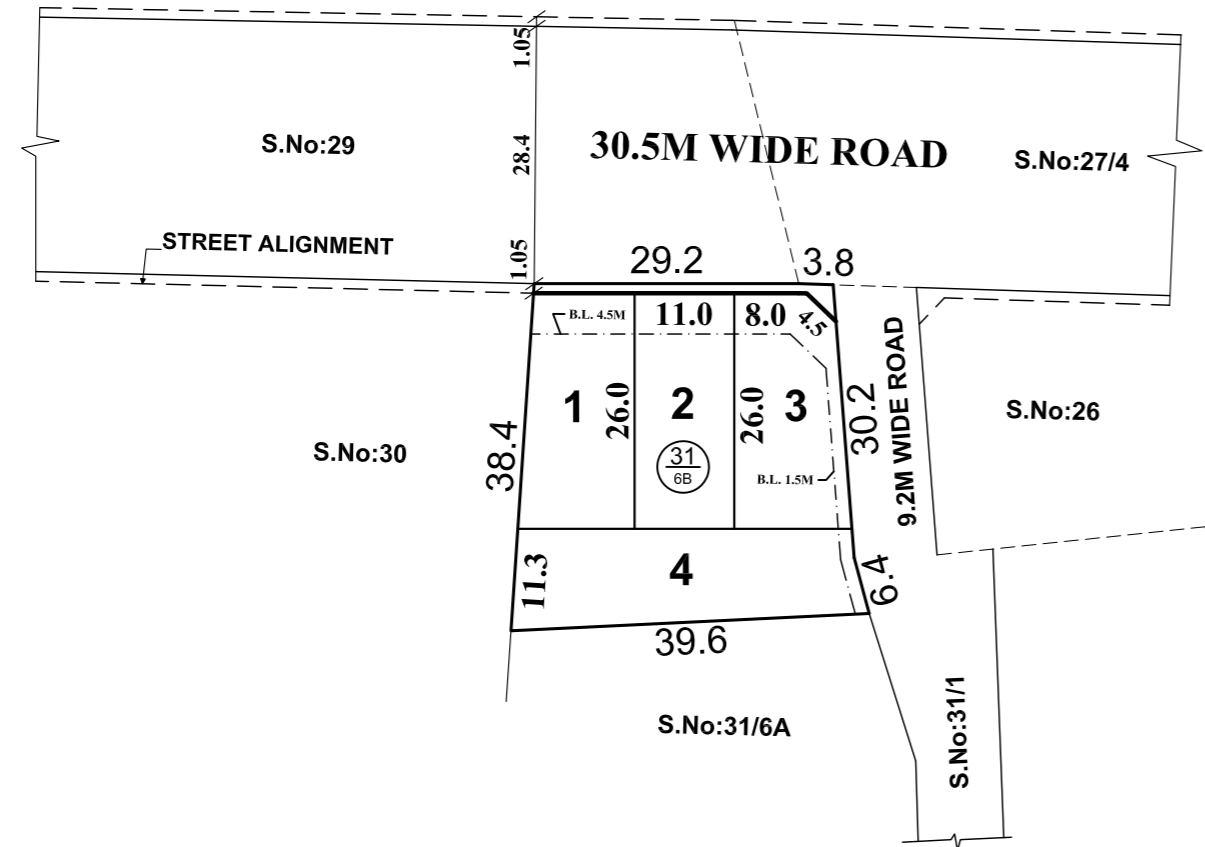 1.05
S.No:29
28.4
30.5M WIDE ROAD
S.No:27/4
STREET ALIGNMENT
1.05
29.2
3.8
B.L. 4.5M
11.0
8.0
4.5
1
26.0
2
26.0
3
30.2
9.2M WIDE ROAD
S.No:26
S.No:30
38.4
31
6B
B.L. 1.5M
11.3
4
6.4
39.6
S.No:31/6A
S.No:31/1